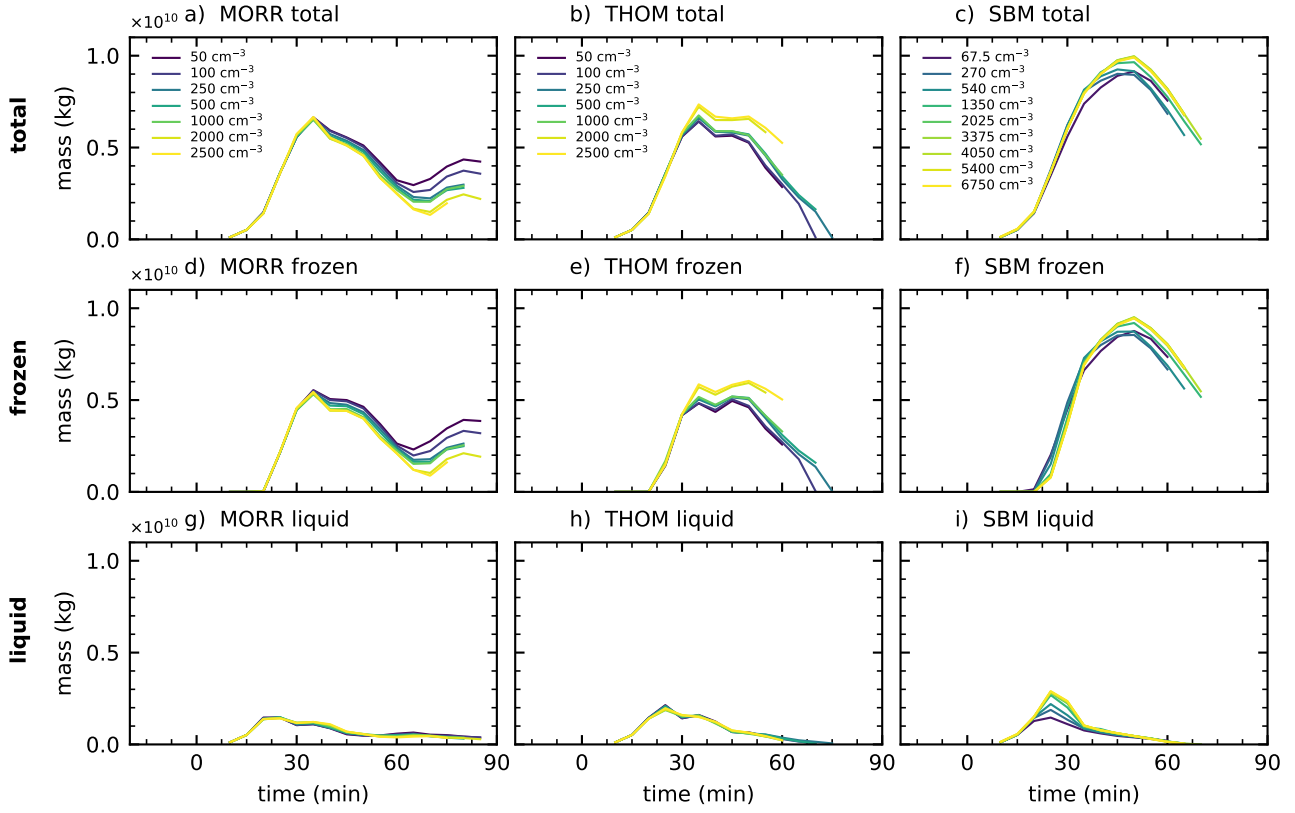 ×10¹⁰ a) MORR total
b) THOM total
c) SBM total
total
mass (kg)
1.0
0.5
0.0
50 cm⁻³
100 cm⁻³
250 cm⁻³
500 cm⁻³
1000 cm⁻³
2000 cm⁻³
2500 cm⁻³
50 cm⁻³
100 cm⁻³
250 cm⁻³
500 cm⁻³
1000 cm⁻³
2000 cm⁻³
2500 cm⁻³
67.5 cm⁻³
270 cm⁻³
540 cm⁻³
1350 cm⁻³
2025 cm⁻³
3375 cm⁻³
4050 cm⁻³
5400 cm⁻³
6750 cm⁻³
×10¹⁰ d) MORR frozen
e) THOM frozen
f) SBM frozen
frozen
mass (kg)
1.0
0.5
0.0
×10¹⁰ g) MORR liquid
h) THOM liquid
i) SBM liquid
liquid
mass (kg)
1.0
0.5
0.0
0 30 60 90
0 30 60 90
0 30 60 90
time (min)
time (min)
time (min)